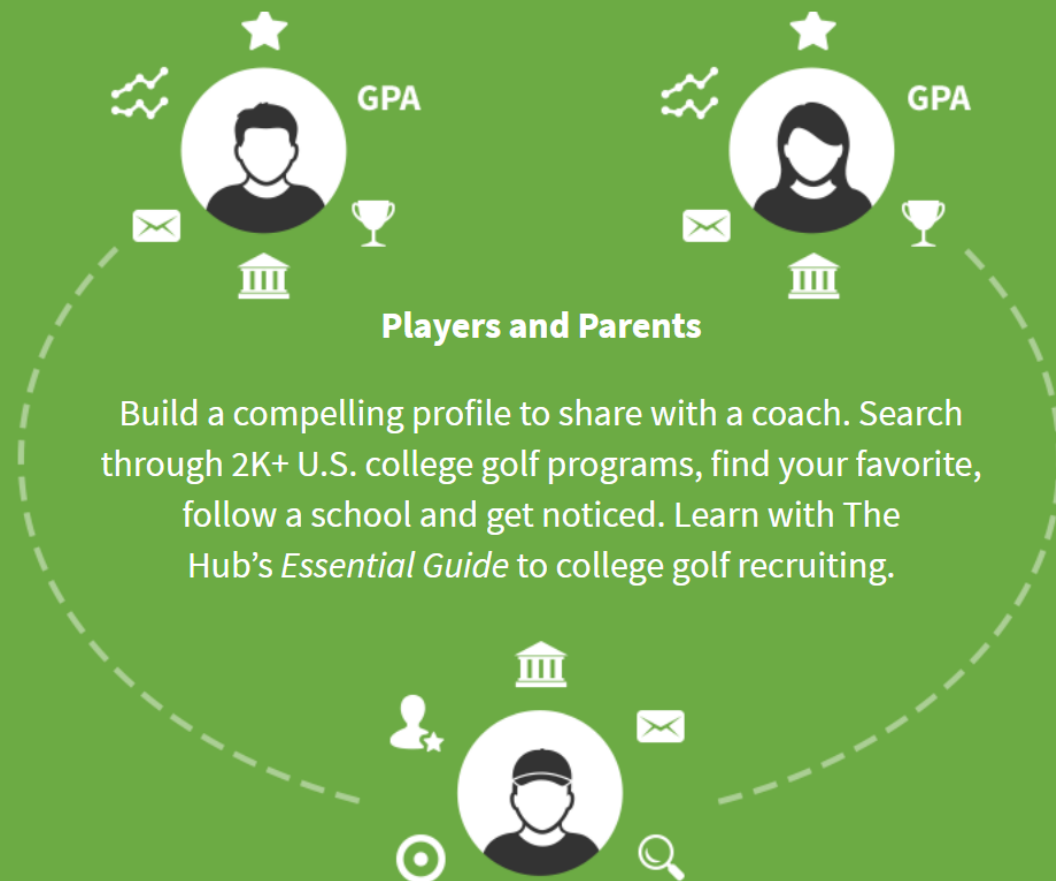 GPA
GPA
Players and Parents
Build a compelling profile to share with a coach. Search
through 2K+ U.S. college golf programs, find your favorite,
follow a school and get noticed. Learn with The
Hub’s Essential Guide to college golf recruiting.